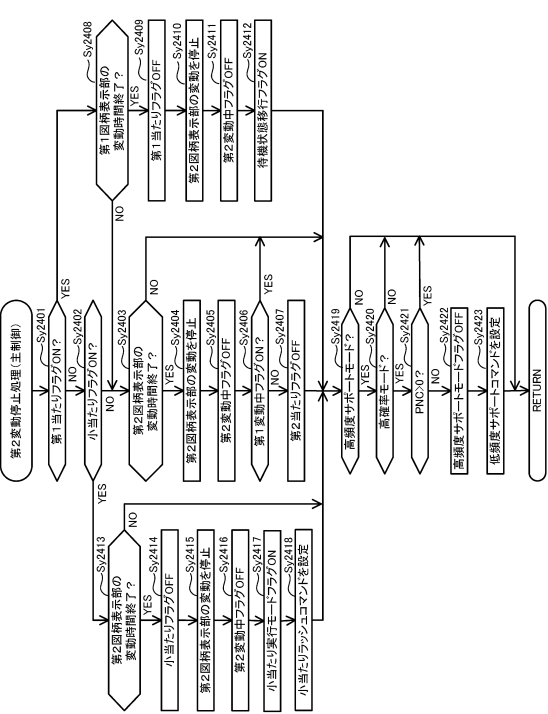 第2変動停止処理(主制御)
Sy2401
第1当たりフラグON?
YES
NO
Sy2402
小当たりフラグON?
YES
NO
Sy2403
第2図柄表示部の
変動時間終了?
NO
YES
Sy2404
第2図柄表示部の変動を停止
Sy2405
第2変動中フラグOFF
Sy2406
第1変動中フラグON?
YES
NO
Sy2407
第2当たりフラグOFF
Sy2408
第1図柄表示部の
変動時間終了?
NO
YES
Sy2409
第1当たりフラグOFF
Sy2410
第2図柄表示部の変動を停止
Sy2411
第2変動中フラグOFF
Sy2412
待機状態移行フラグON
Sy2413
第2図柄表示部の
変動時間終了?
NO
YES
Sy2414
小当たりフラグOFF
Sy2415
第2図柄表示部の変動を停止
Sy2416
第2変動中フラグOFF
Sy2417
小当たり実行モードフラグON
Sy2418
小当たりラッシュコマンドを設定
Sy2419
高頻度サポートモード?
NO
YES
Sy2420
高確率モード?
NO
YES
Sy2421
PNC>0?
YES
NO
Sy2422
高頻度サポートモードフラグOFF
Sy2423
低頻度サポートコマンドを設定
RETURN